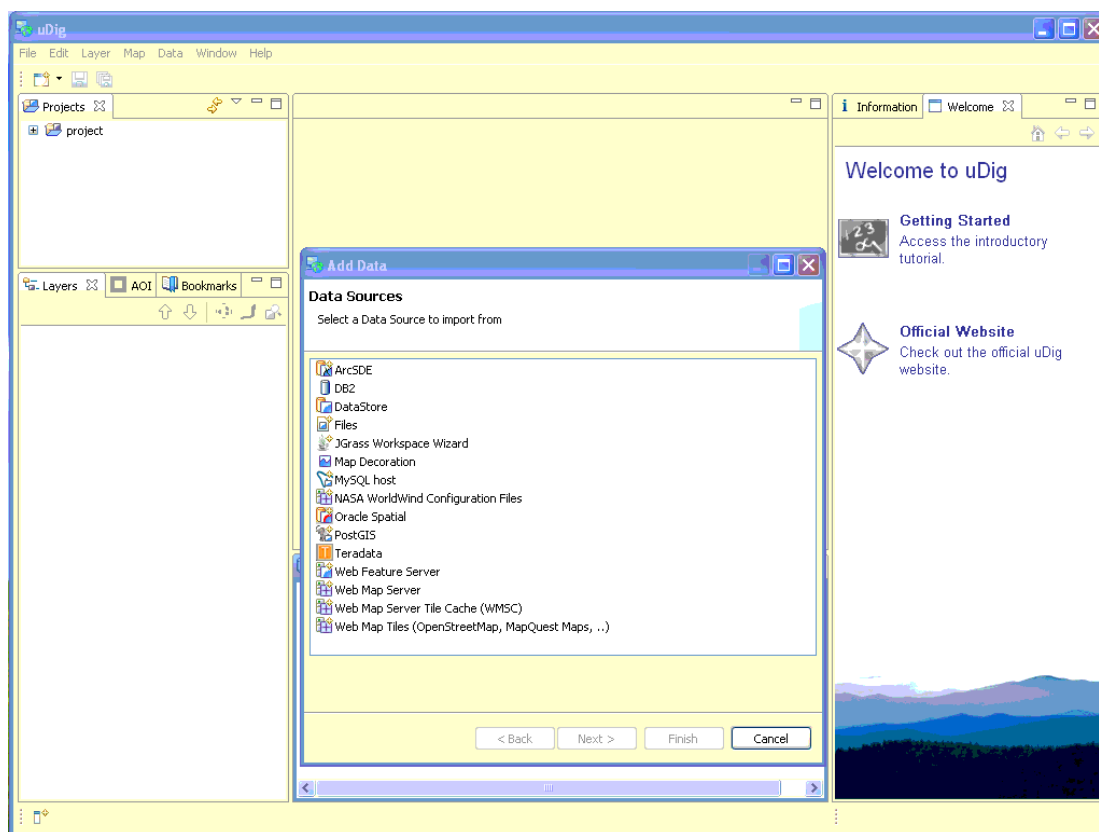 uDig
File Edit Layer Map Data Window Help
Projects
project
Layers AOI Bookmarks
Information Welcome
Welcome to uDig
Getting Started
Access the introductory
tutorial.
Official Website
Check out the official uDig
website.
Add Data
Data Sources
Select a Data Source to import from
ArcSDE
DB2
DataStore
Files
JGrass Workspace Wizard
Map Decoration
MySQL host
NASA WorldWind Configuration Files
Oracle Spatial
PostGIS
Teradata
Web Feature Server
Web Map Server
Web Map Server Tile Cache (WMSC)
Web Map Tiles (OpenStreetMap, MapQuest Maps, ..)
< Back Next > Finish Cancel